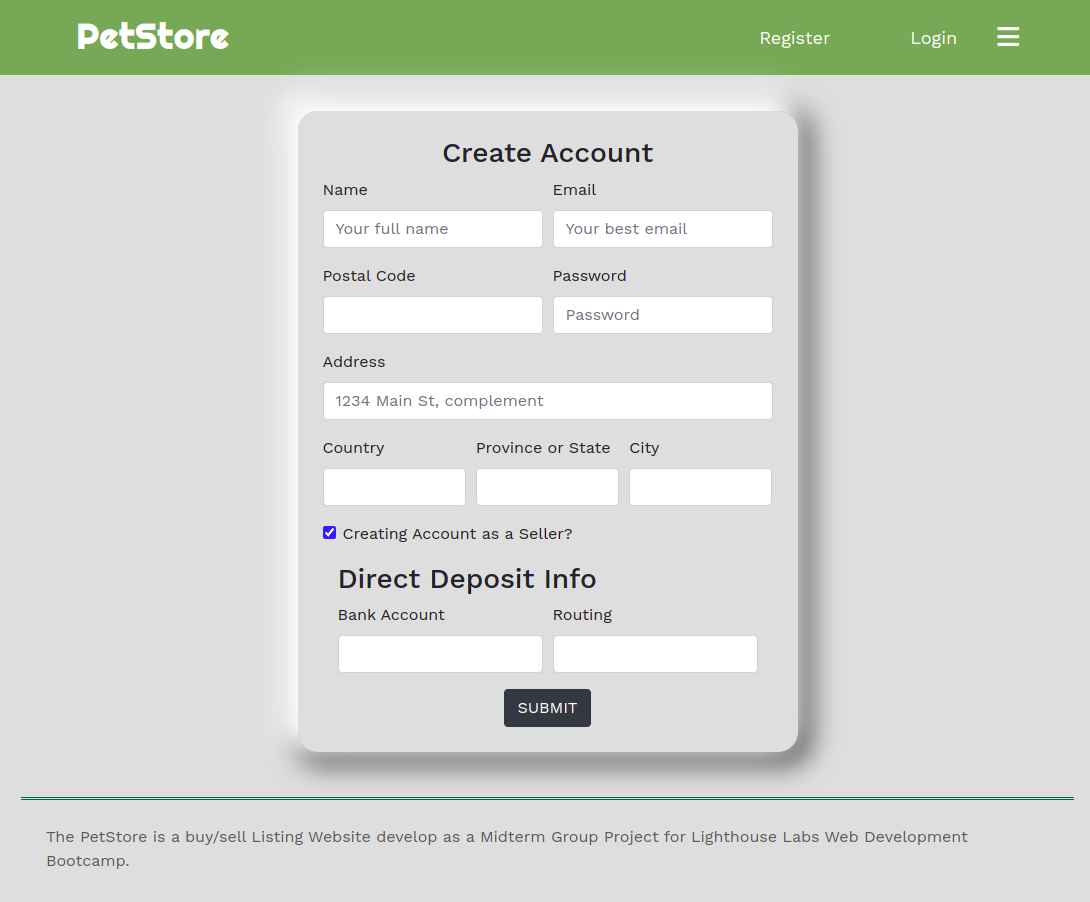 PetStore
Register Login
Create Account
Name Email
Your full name Your best email
Postal Code Password
Password
Address
1234 Main St, complement
Country Province or State City
Creating Account as a Seller?
Direct Deposit Info
Bank Account Routing
SUBMIT
The PetStore is a buy/sell Listing Website develop as a Midterm Group Project for Lighthouse Labs Web Development
Bootcamp.